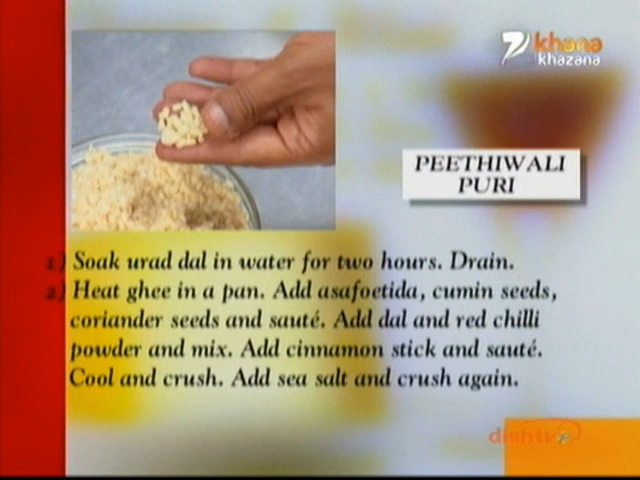 khana
khazana
PEETHIWALI
PURI
1) Soak urad dal in water for two hours. Drain.
2) Heat ghee in a pan. Add asafoetida, cumin seeds,
coriander seeds and sauté. Add dal and red chilli
powder and mix. Add cinnamon stick and sauté.
Cool and crush. Add sea salt and crush again.
dishtv